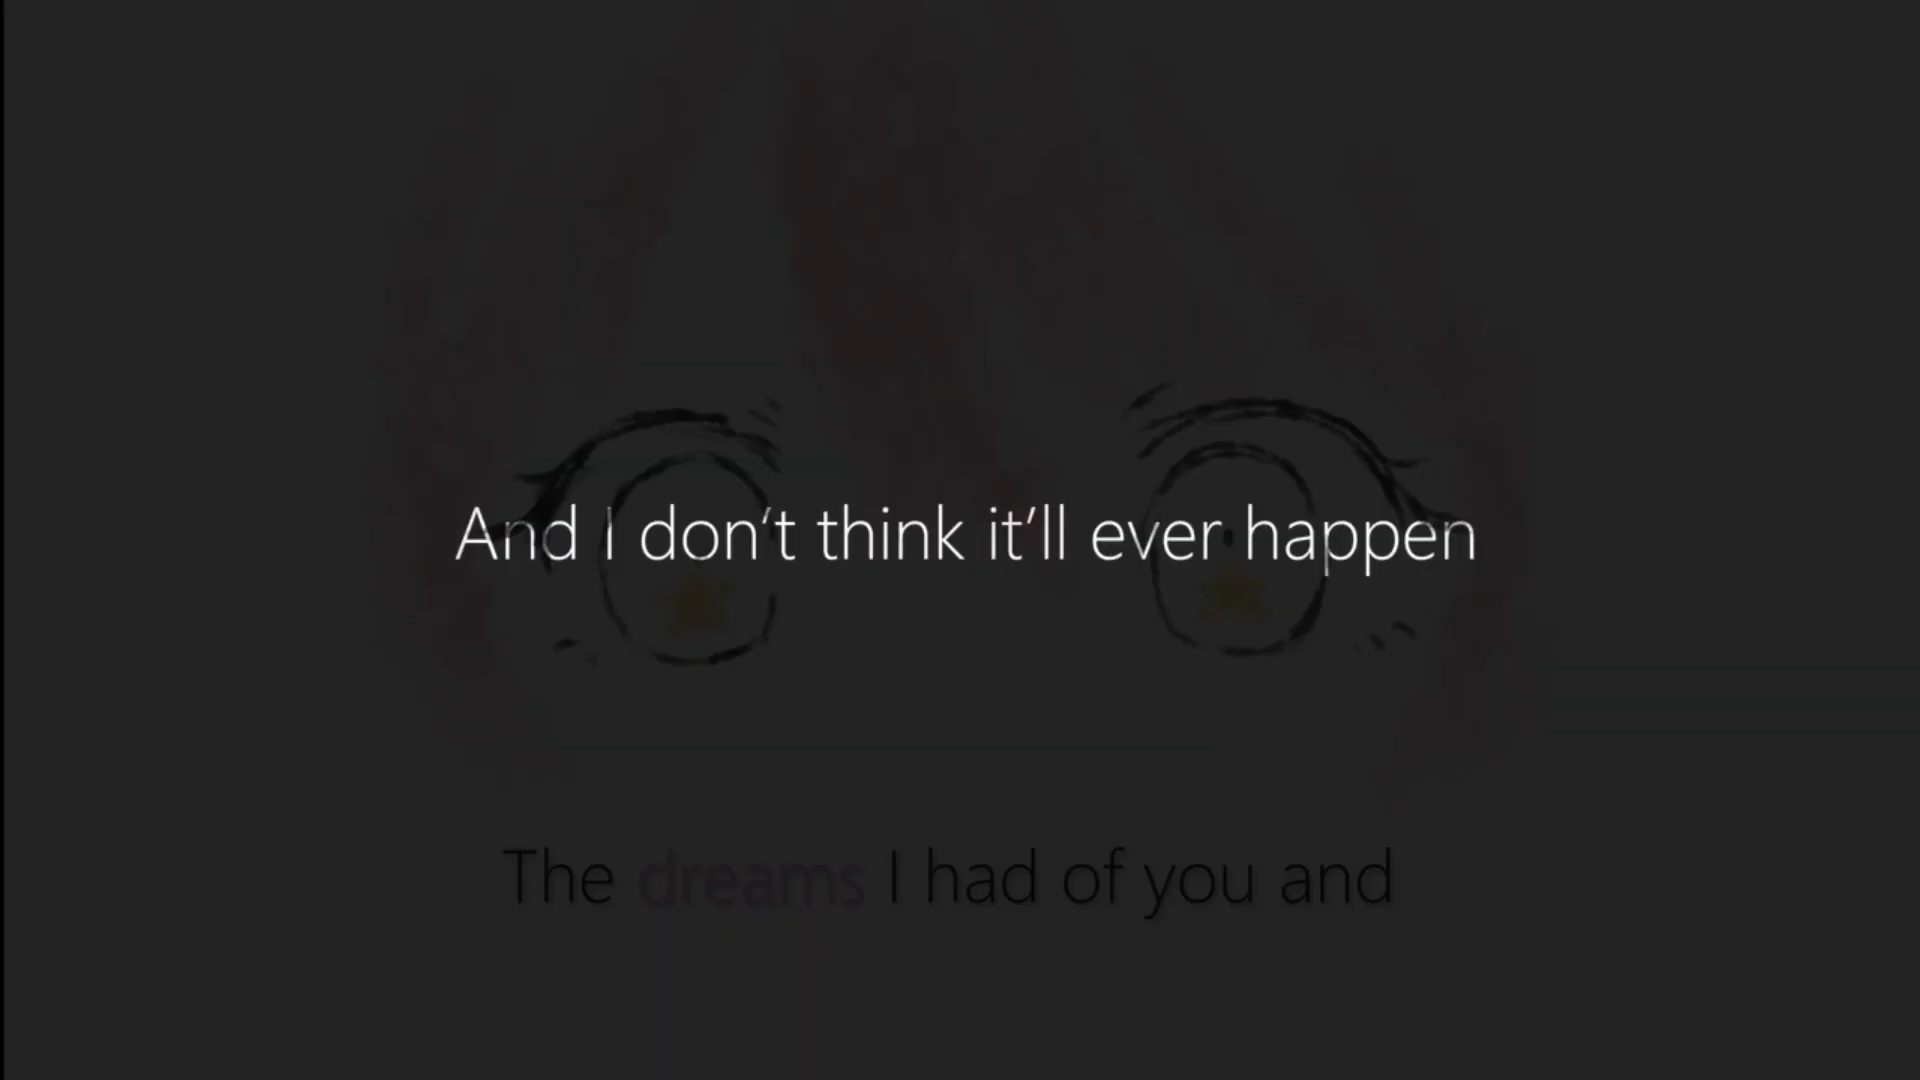 And I don't think it'll ever happen
The dreams I had of you and